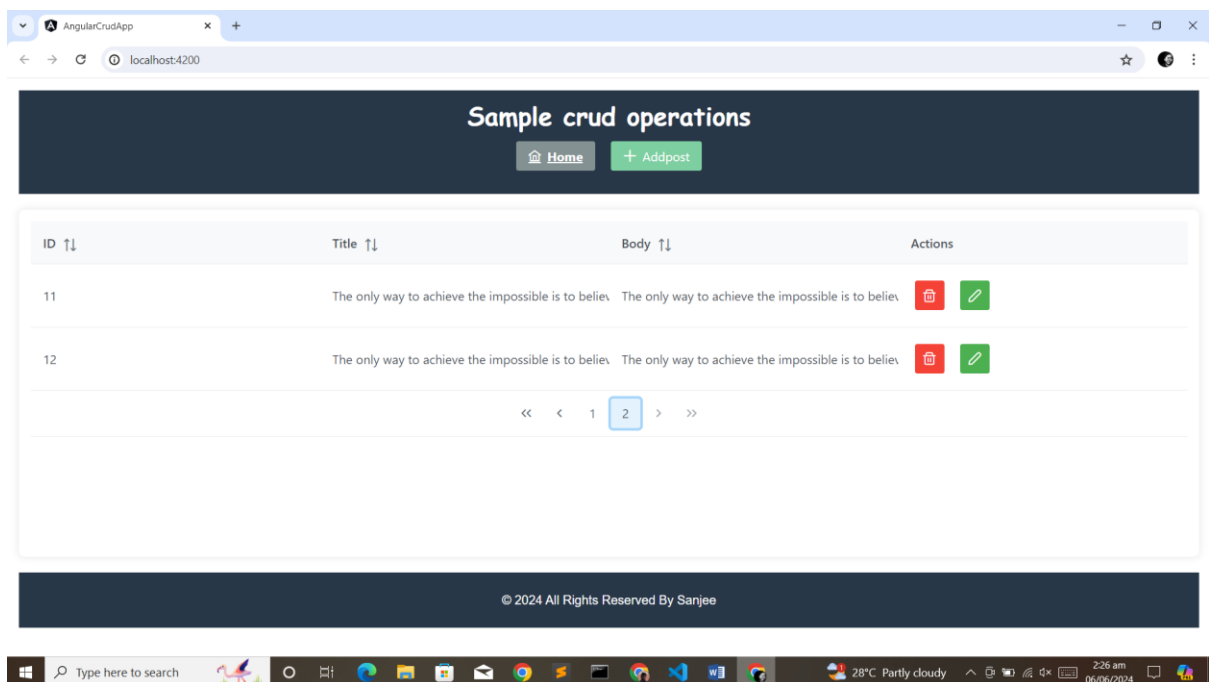 AngularCrudApp
localhost:4200
Sample crud operations
Home
Addpost
ID Title Body Actions
11 The only way to achieve the impossible is to believ The only way to achieve the impossible is to believ
12 The only way to achieve the impossible is to believ The only way to achieve the impossible is to believ
1 2
© 2024 All Rights Reserved By Sanjee
Type here to search 28°C Partly cloudy 2:26 am
06/06/2024